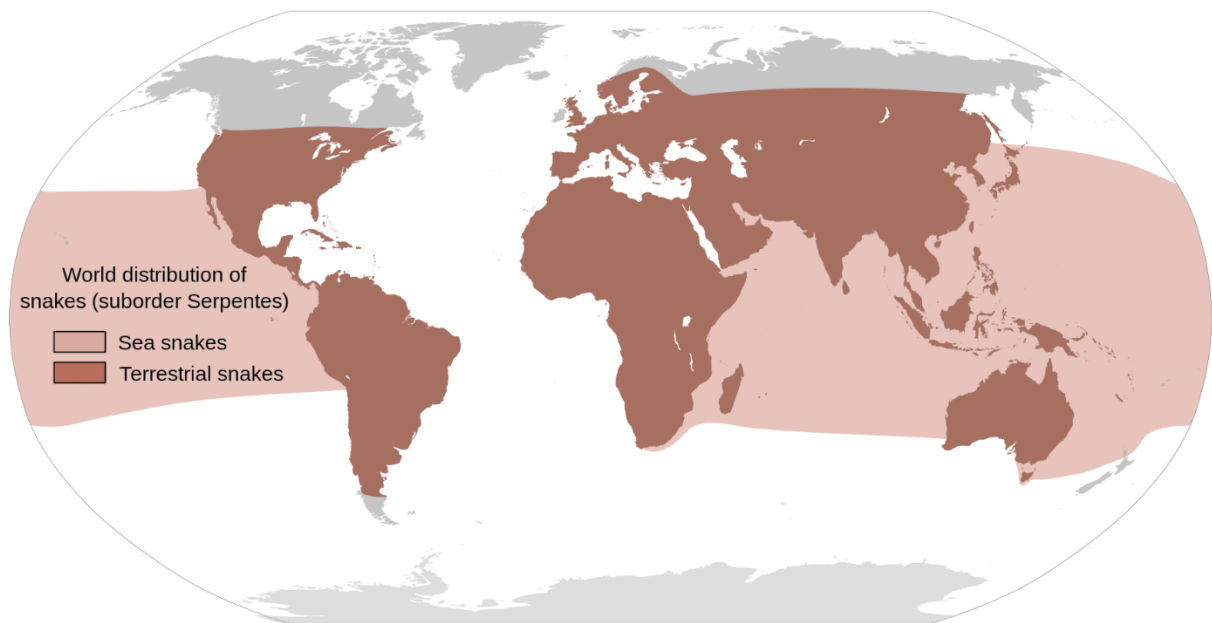 World distribution of
snakes (suborder Serpentes)
Sea snakes
Terrestrial snakes